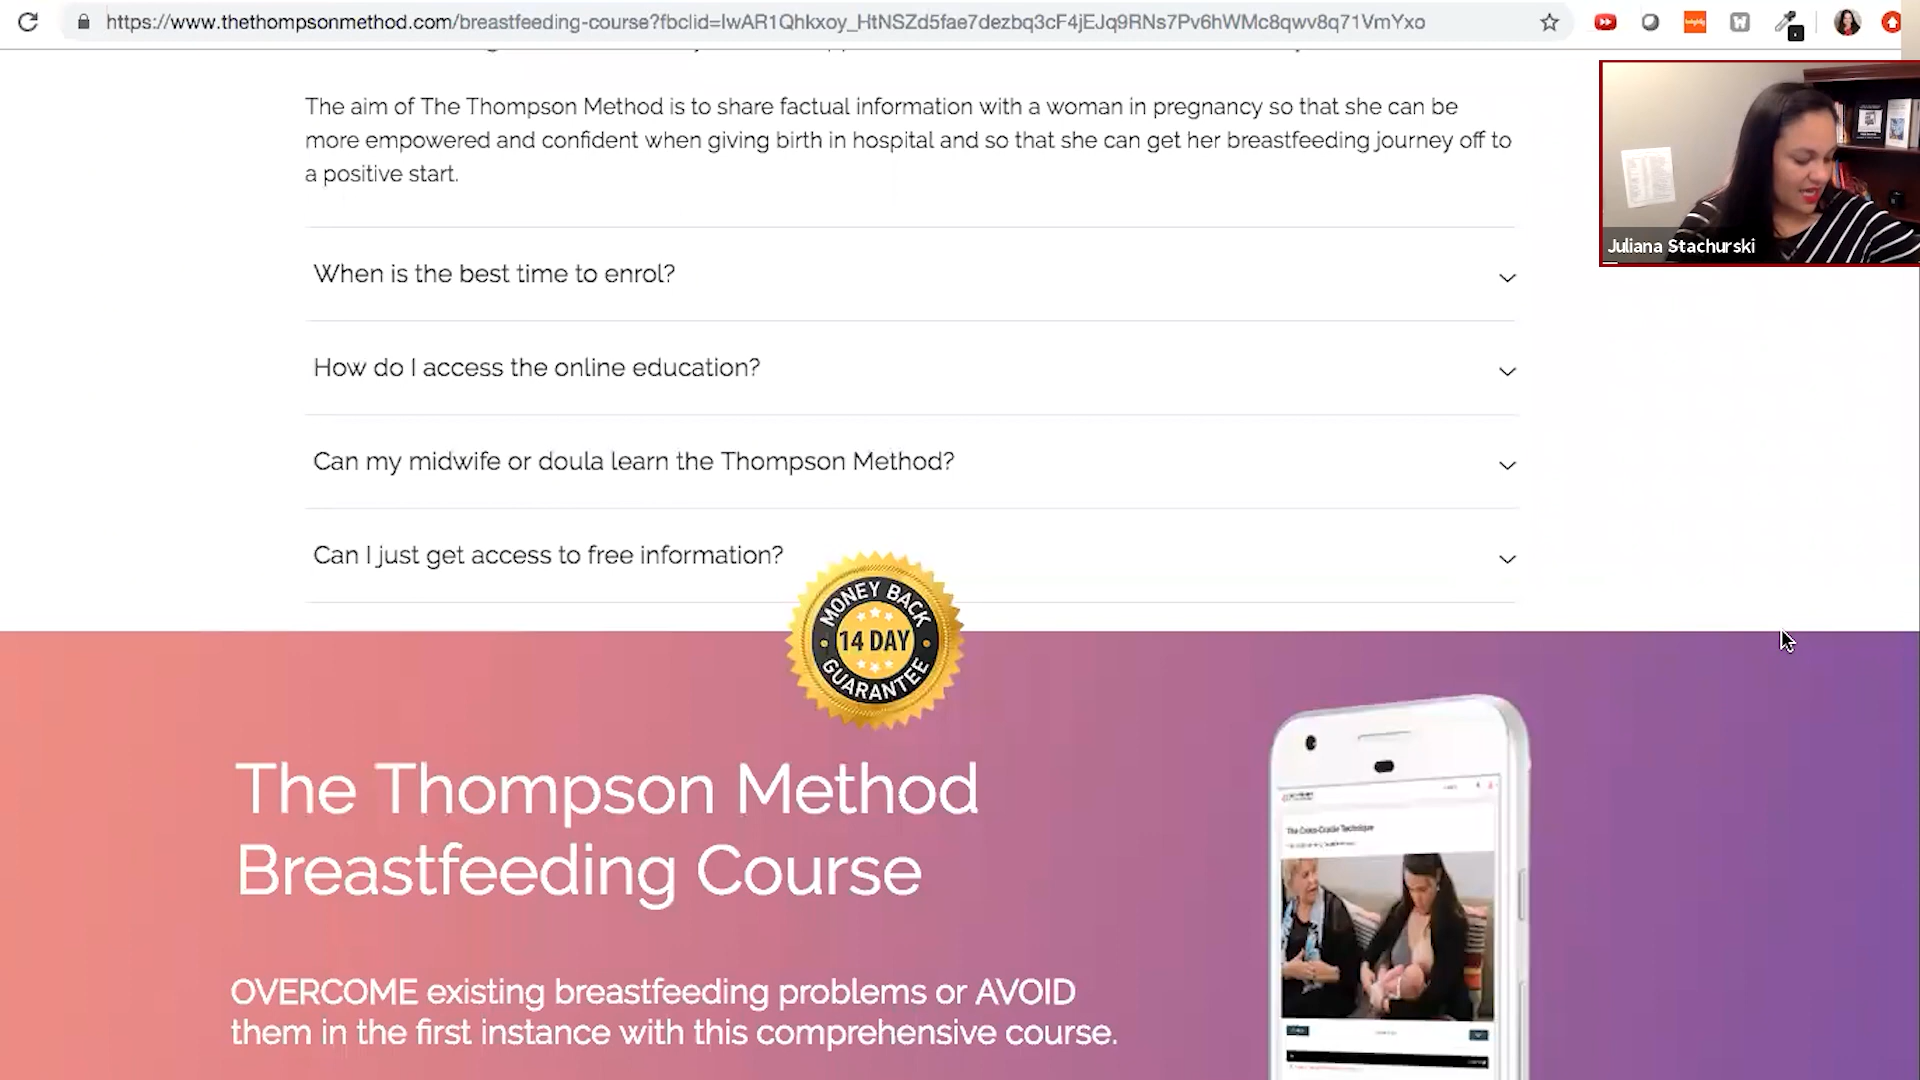 https://www.thethompsonmethod.com/breastfeeding-course?fbclid=IwAR1Qhkxoy_HtNSZd5fae7dezbq3cF4jEJq9RNs7Pv6hWMc8qwv8q71VmYxo
The aim of The Thompson Method is to share factual information with a woman in pregnancy so that she can be
more empowered and confident when giving birth in hospital and so that she can get her breastfeeding journey off to
a positive start.
Juliana Stachurski
When is the best time to enrol?
How do I access the online education?
Can my midwife or doula learn the Thompson Method?
Can I just get access to free information?
MONEY BACK
14 DAY
GUARANTEE
The Thompson Method
Breastfeeding Course
The Cross-Cradle Technique
OVERCOME existing breastfeeding problems or AVOID
them in the first instance with this comprehensive course.